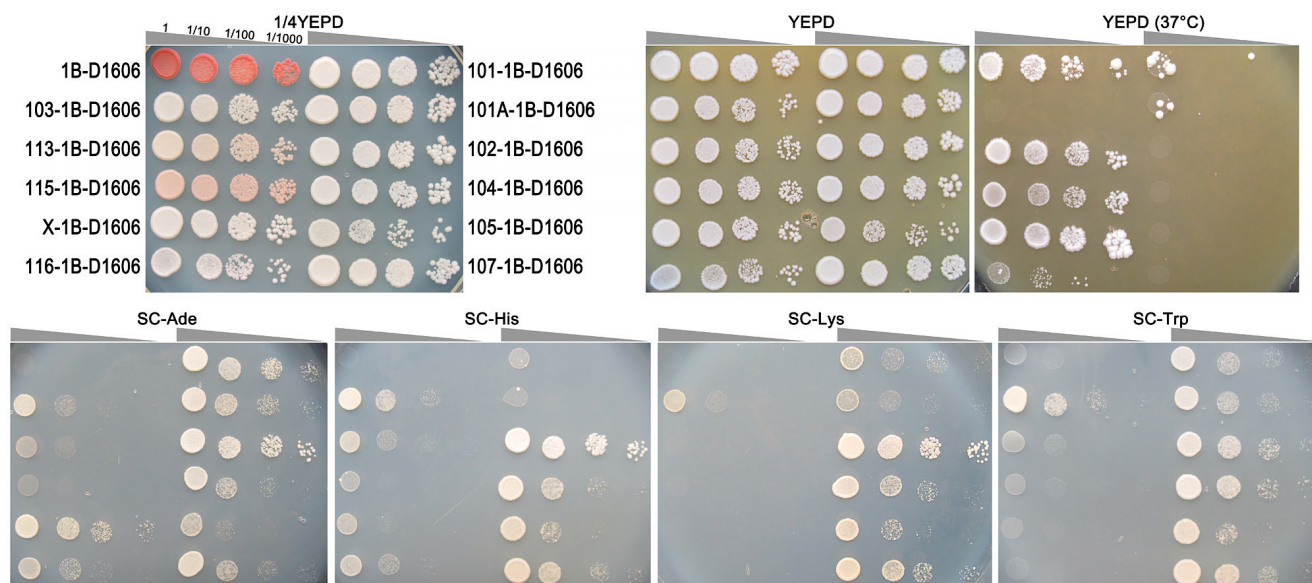 1/4YEPD
YEPD
YEPD (37°C)
1 1/10 1/100 1/1000
1B-D1606
101-1B-D1606
103-1B-D1606
101A-1B-D1606
113-1B-D1606
102-1B-D1606
115-1B-D1606
104-1B-D1606
X-1B-D1606
105-1B-D1606
116-1B-D1606
107-1B-D1606
SC-Ade
SC-His
SC-Lys
SC-Trp